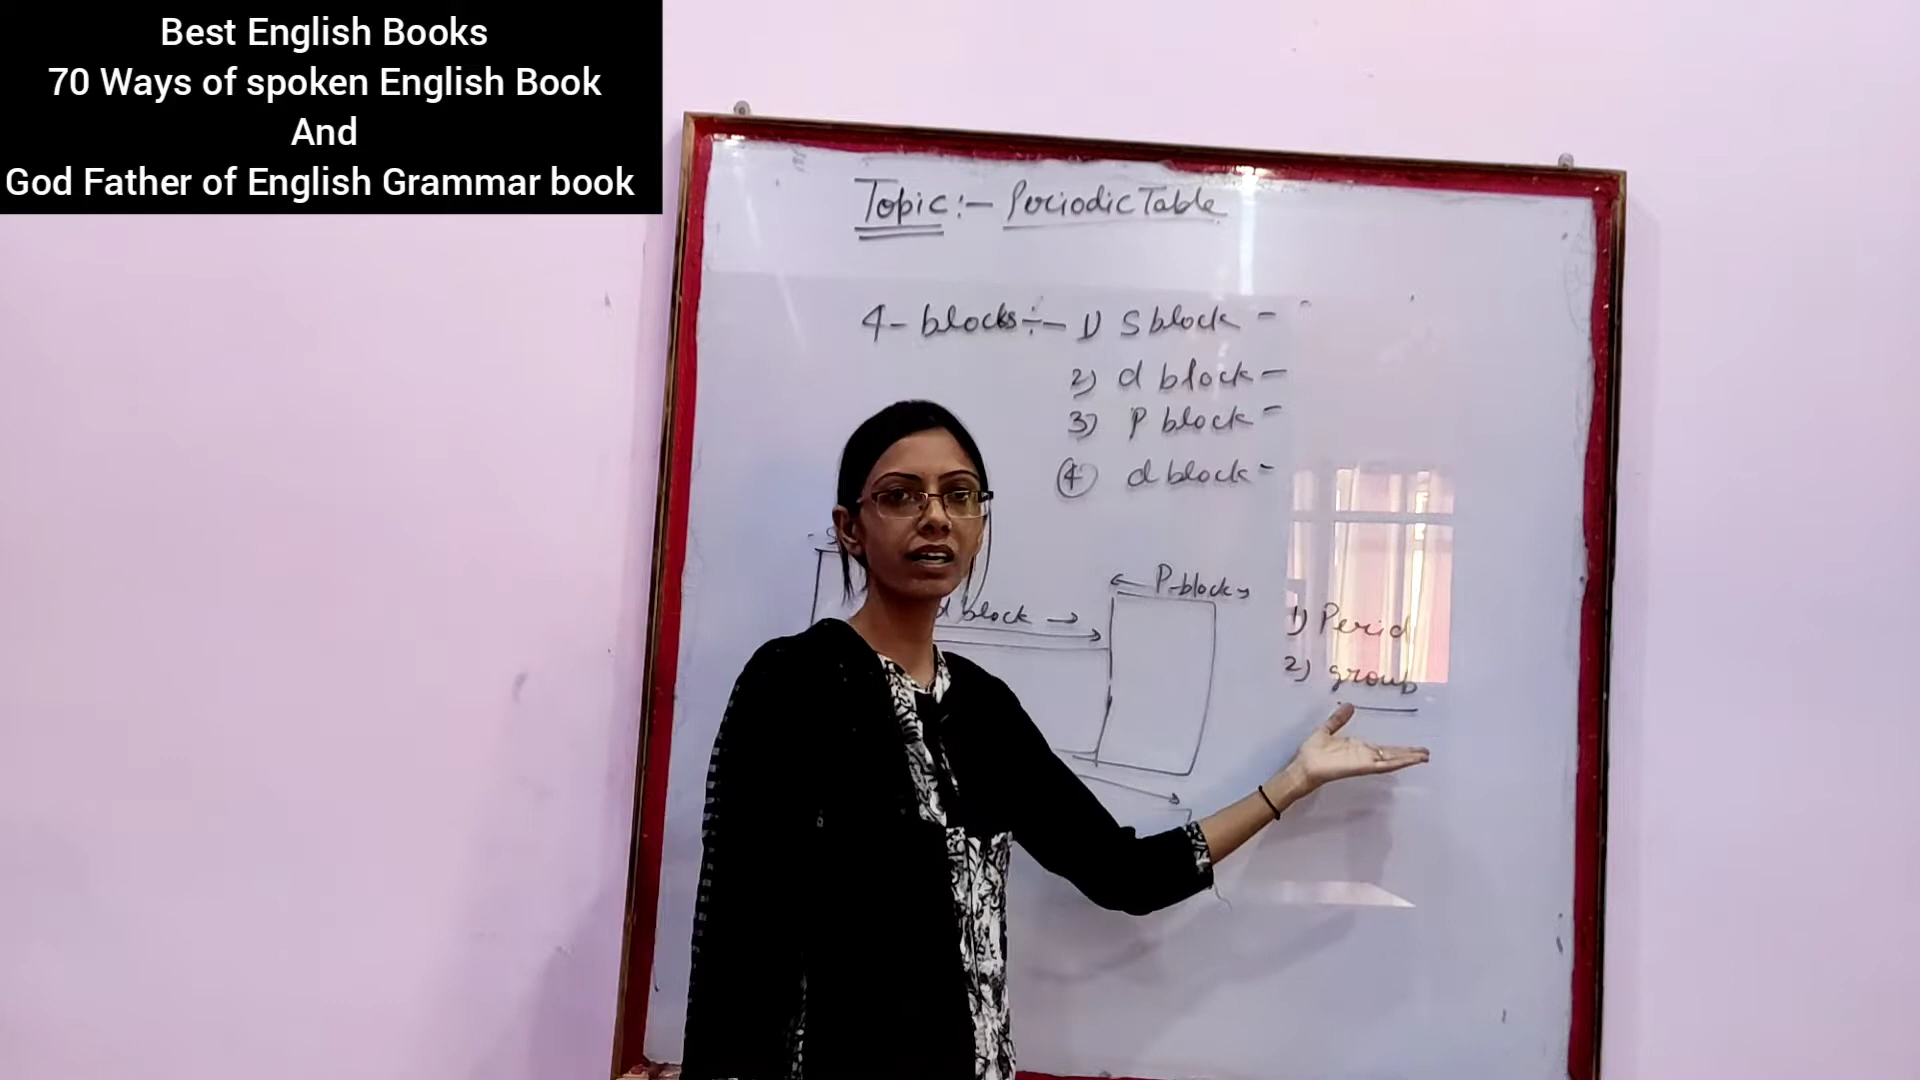 Best English Books
70 Ways of spoken English Book
And
God Father of English Grammar book
Topic:- Periodic Table
4- blocks÷- 1) S block -
2) d block -
3) P block -
4 d block -
P-block
d block
1) Perid
2) group